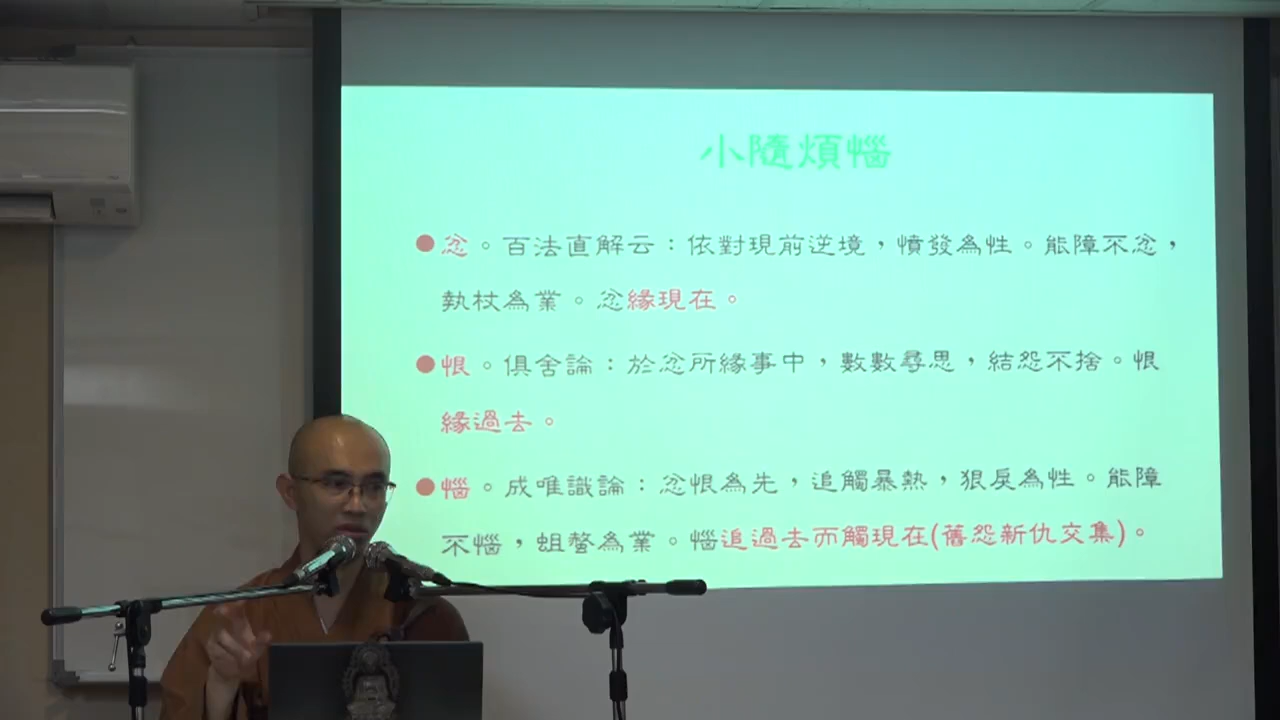 小隨煩惱
●忿。百法直解云：依對現前逆境，憤發為性。能障不忿，
執杖為業。忿緣現在。
●恨。俱舍論：於忿所緣事中，數數尋思，結怨不捨。恨
緣過去。
●惱。成唯識論：忿恨為先，追觸暴熱，狠戾為性。能障
不惱，蛆螫為業。惱追過去而觸現在(舊怨新仇交集)。